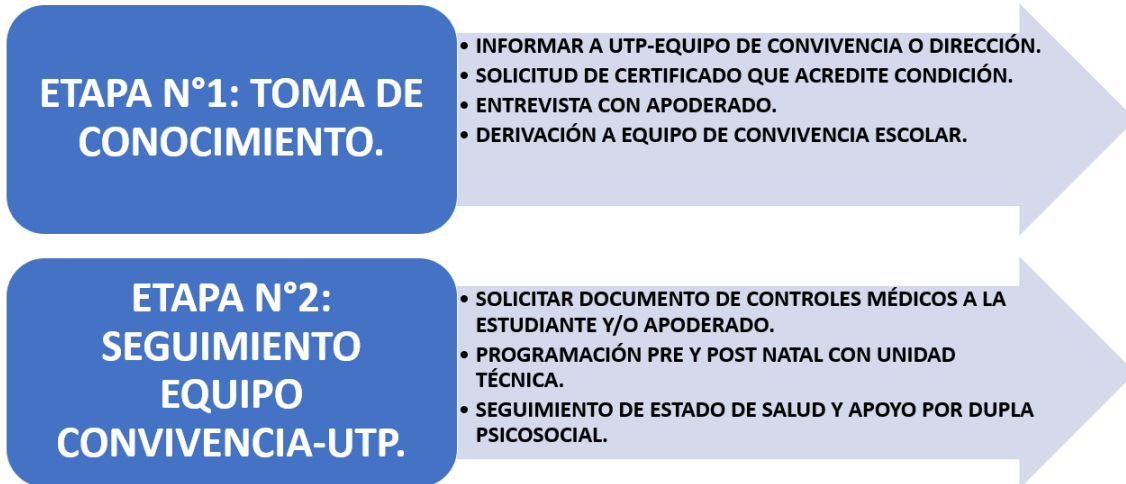 ETAPA N°1: TOMA DE
CONOCIMIENTO.
• INFORMAR A UTP-EQUIPO DE CONVIVENCIA O DIRECCIÓN.
• SOLICITUD DE CERTIFICADO QUE ACREDITE CONDICIÓN.
• ENTREVISTA CON APODERADO.
• DERIVACIÓN A EQUIPO DE CONVIVENCIA ESCOLAR.
ETAPA N°2:
SEGUIMIENTO
EQUIPO
CONVIVENCIA-UTP.
• SOLICITAR DOCUMENTO DE CONTROLES MÉDICOS A LA
ESTUDIANTE Y/O APODERADO.
• PROGRAMACIÓN PRE Y POST NATAL CON UNIDAD
TÉCNICA.
• SEGUIMIENTO DE ESTADO DE SALUD Y APOYO POR DUPLA
PSICOSOCIAL.